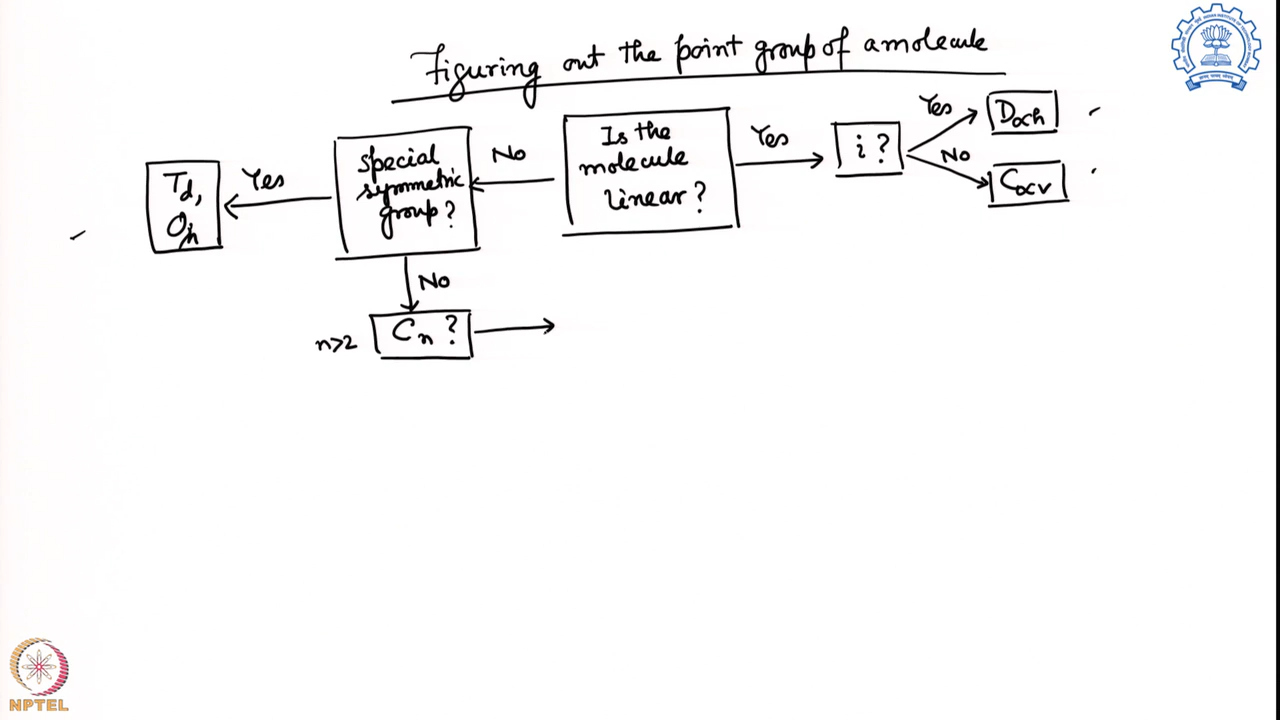 Figuring out the point group of a molecule
Is the
molecule
linear?
Yes
i?
Yes
D∝h
No
C∝v
No
Special
symmetric
group?
Yes
Td,
Oh
No
n>2
Cn?
NPTEL